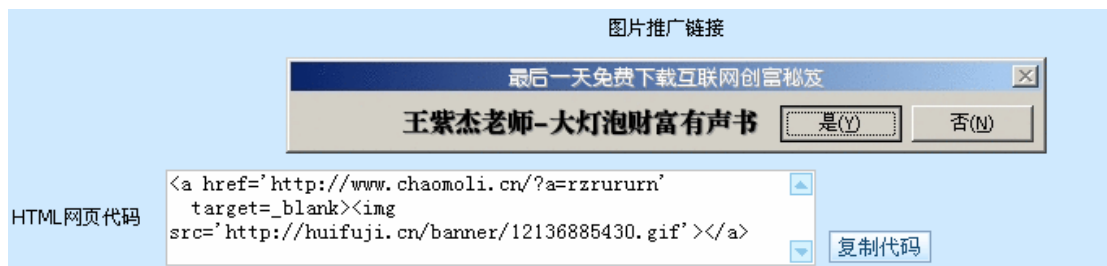 图片推广链接
最后一天免费下载互联网创富秘笈
王紫杰老师-大灯泡财富有声书 是(Y) 否(N)
<a href='http://www.chaomoli.cn/?a=rzrururn'
target=_blank><img
HTML网页代码
src='http://huifuji.cn/banner/12136885430.gif'></a>
复制代码